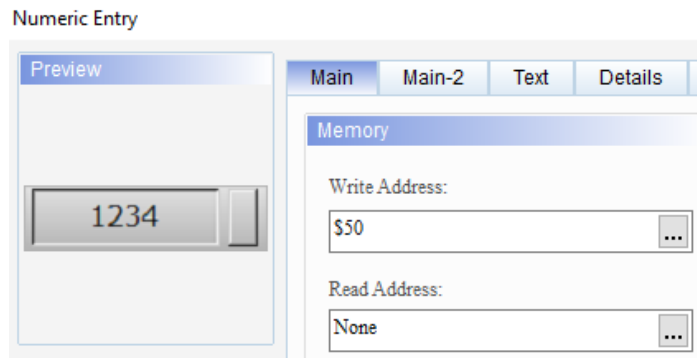 Numeric Entry
Preview
Main Main-2 Text Details
Memory
Write Address:
$50 ...
Read Address:
None ...
1234